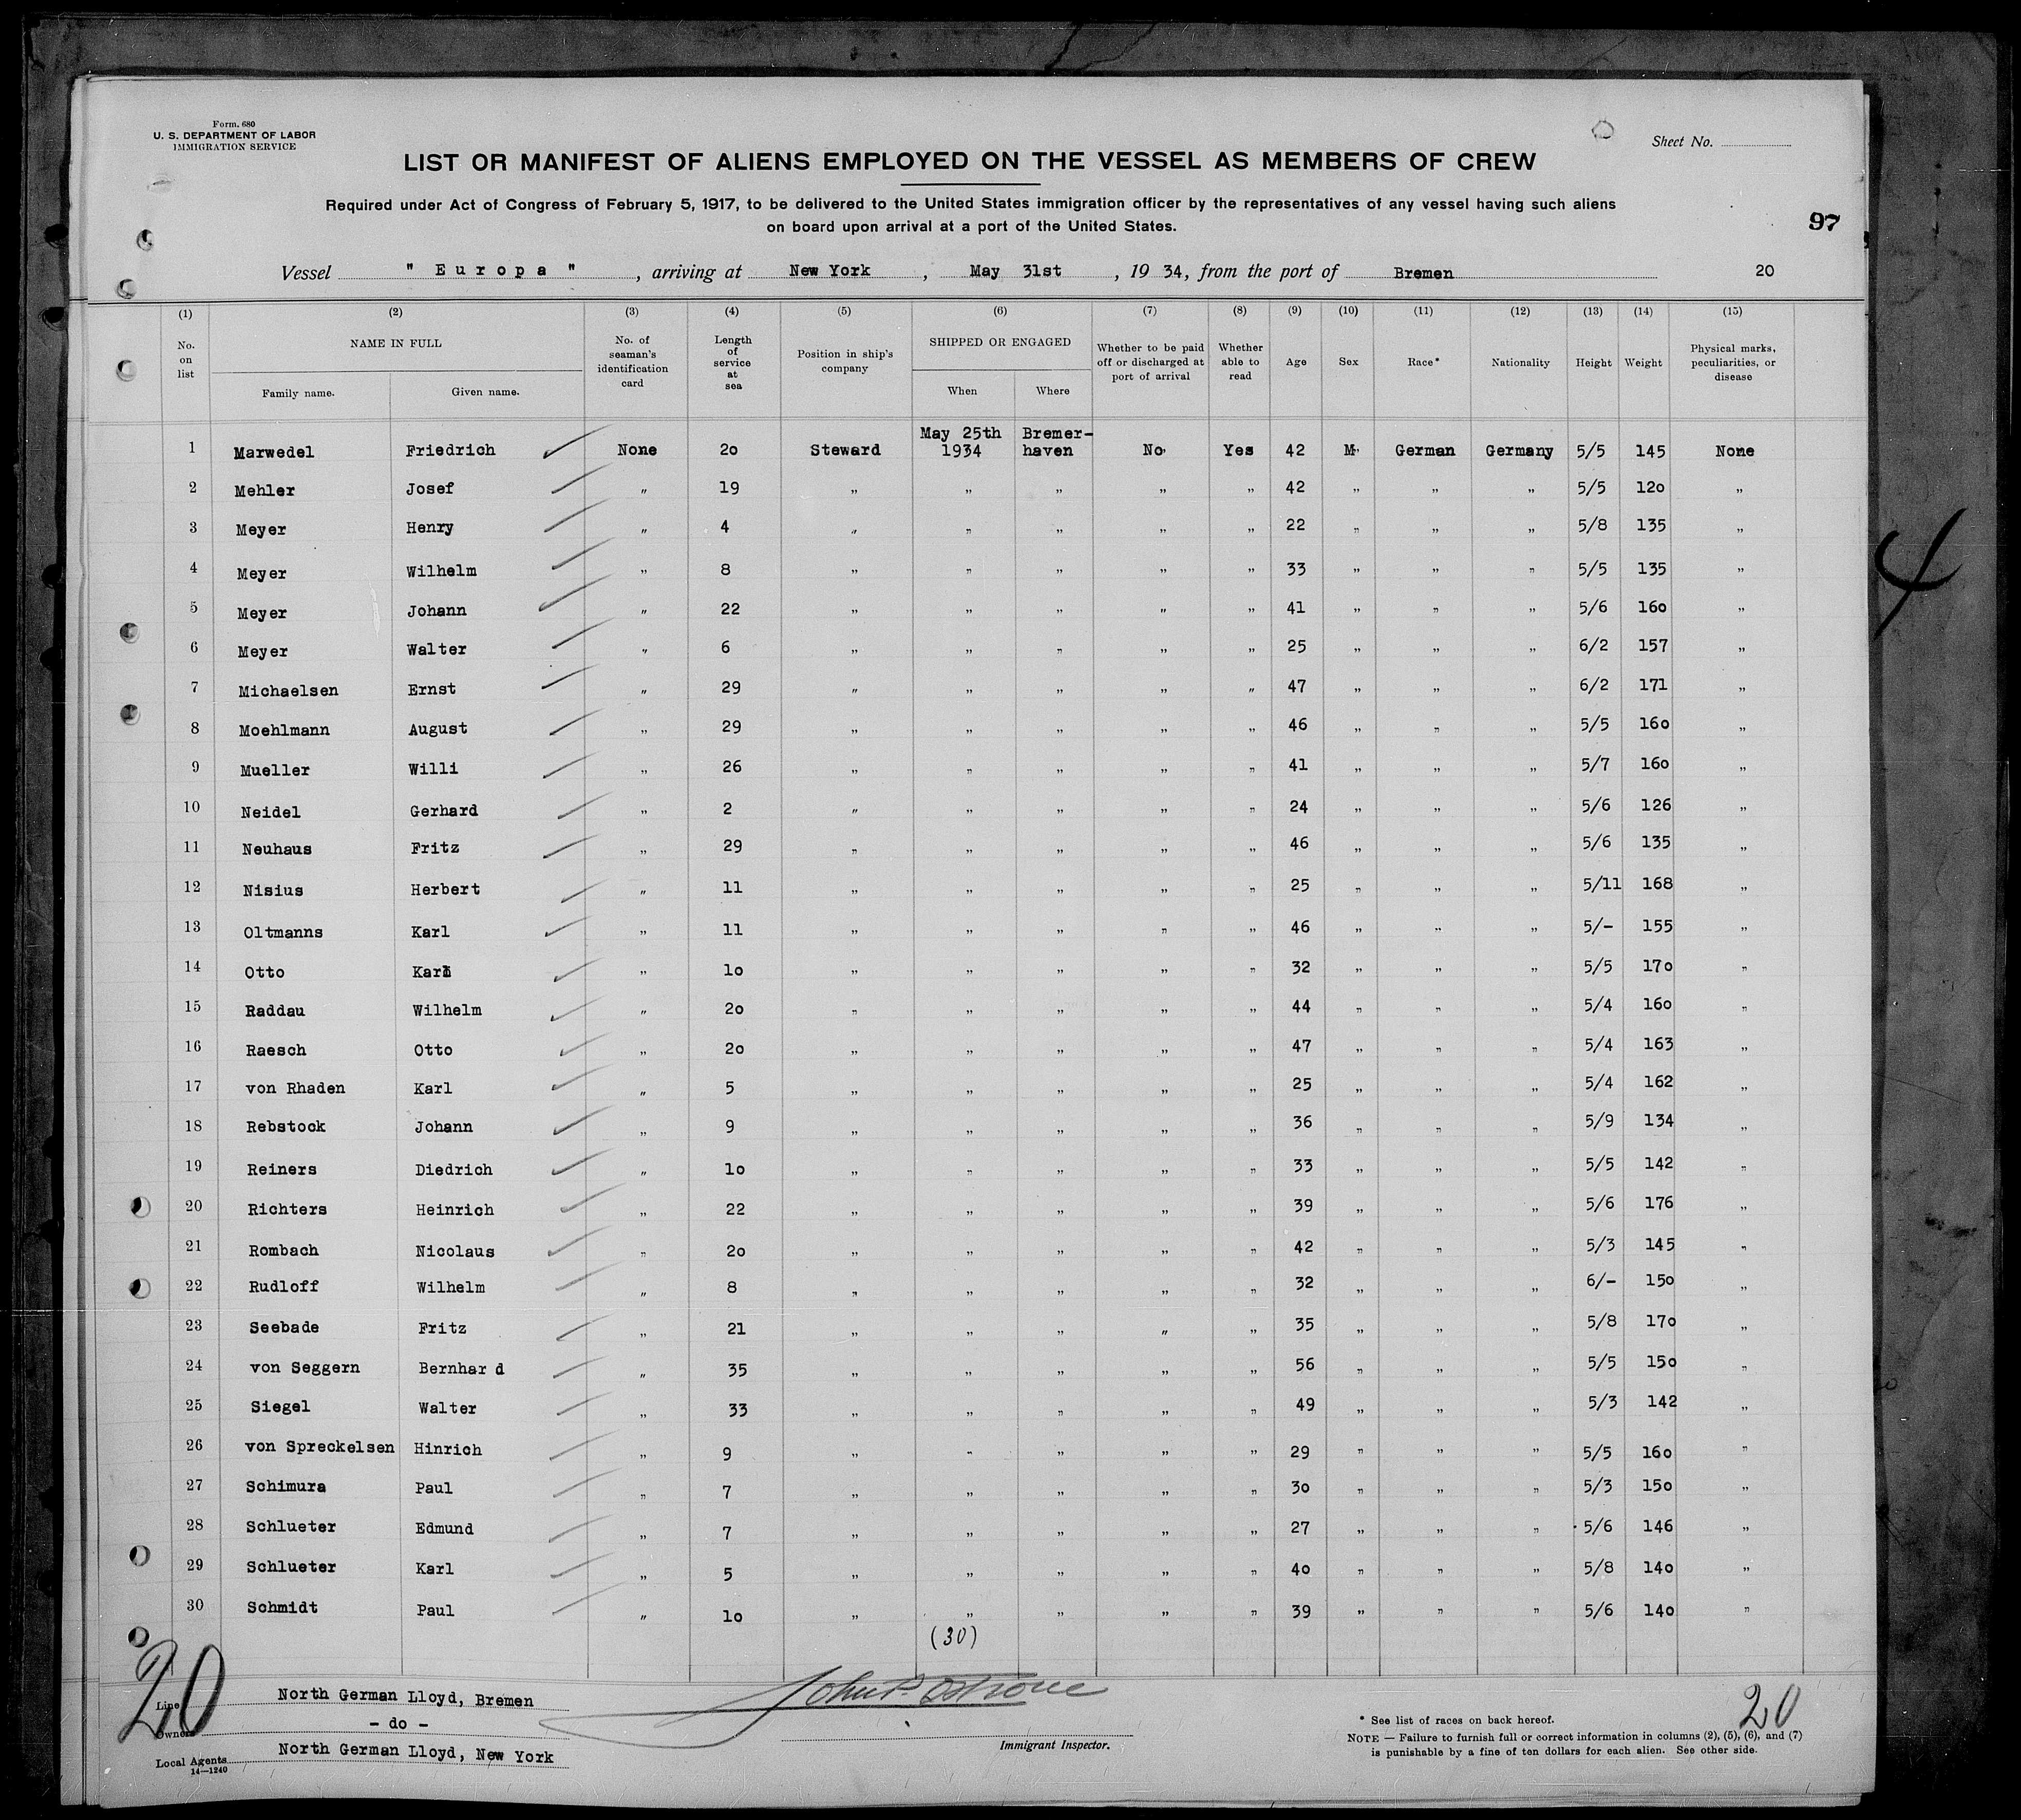 Form. 680
U. S. DEPARTMENT OF LABOR
IMMIGRATION SERVICE
Sheet No.
LIST OR MANIFEST OF ALIENS EMPLOYED ON THE VESSEL AS MEMBERS OF CREW
Required under Act of Congress of February 5, 1917, to be delivered to the United States immigration officer by the representatives of any vessel having such aliens
on board upon arrival at a port of the United States.
97
Vessel " Europa ", arriving at New York, May 31st, 19 34, from the port of Bremen 20
(1) (2) (3) (4) (5) (6) (7) (8) (9) (10) (11) (12) (13) (14) (15)
No. on list NAME IN FULL Family name. Given name. No. of seaman's identification card Length of service at sea Position in ship's company SHIPPED OR ENGAGED When Where Whether to be paid off or discharged at port of arrival Whether able to read Age Sex Race* Nationality Height Weight Physical marks, peculiarities, or disease
1 Marwedel Friedrich None 20 Steward May 25th 1934 Bremer-haven No. Yes 42 M. German Germany 5/5 145 None
2 Mehler Josef " 19 " " " " " 42 " " " 5/5 120 "
3 Meyer Henry " 4 " " " " " 22 " " " 5/8 135 "
4 Meyer Wilhelm " 8 " " " " " 33 " " " 5/5 135 "
5 Meyer Johann " 22 " " " " " 41 " " " 5/6 160 "
6 Meyer Walter " 6 " " " " " 25 " " " 6/2 157 "
7 Michaelsen Ernst " 29 " " " " " 47 " " " 6/2 171 "
8 Moehlmann August " 29 " " " " " 46 " " " 5/5 160 "
9 Mueller Willi " 26 " " " " " 41 " " " 5/7 160 "
10 Neidel Gerhard " 2 " " " " " 24 " " " 5/6 126 "
11 Neuhaus Fritz " 29 " " " " " 46 " " " 5/6 135 "
12 Nisius Herbert " 11 " " " " " 25 " " " 5/11 168 "
13 Oltmanns Karl " 11 " " " " " 46 " " " 5/- 155 "
14 Otto Karl " 10 " " " " " 32 " " " 5/5 170 "
15 Raddau Wilhelm " 20 " " " " " 44 " " " 5/4 160 "
16 Raesch Otto " 20 " " " " " 47 " " " 5/4 163 "
17 von Rhaden Karl " 5 " " " " " 25 " " " 5/4 162 "
18 Rebstock Johann " 9 " " " " " 36 " " " 5/9 134 "
19 Reiners Diedrich " 10 " " " " " 33 " " " 5/5 142 "
20 Richters Heinrich " 22 " " " " " 39 " " " 5/6 176 "
21 Rombach Nicolaus " 20 " " " " " 42 " " " 5/3 145 "
22 Rudloff Wilhelm " 8 " " " " " 32 " " " 6/- 150 "
23 Seebade Fritz " 21 " " " " " 35 " " " 5/8 170 "
24 von Seggern Bernhar d " 35 " " " " " 56 " " " 5/5 150 "
25 Siegel Walter " 33 " " " " " 49 " " " 5/3 142 "
26 von Spreckelsen Hinrich " 9 " " " " " 29 " " " 5/5 160 "
27 Schimura Paul " 7 " " " " " 30 " " " 5/3 150 "
28 Schlueter Edmund " 7 " " " " " 27 " " " 5/6 146 "
29 Schlueter Karl " 5 " " " " " 40 " " " 5/8 140 "
30 Schmidt Paul " 10 " " " " " 39 " " " 5/6 140 "
(30)
4
20
Line North German Lloyd, Bremen
Owners - do -
Local Agents North German Lloyd, New York
14—1240
John P.
Immigrant Inspector.
20
* See list of races on back hereof.
NOTE — Failure to furnish full or correct information in columns (2), (5), (6), and (7)
is punishable by a fine of ten dollars for each alien. See other side.